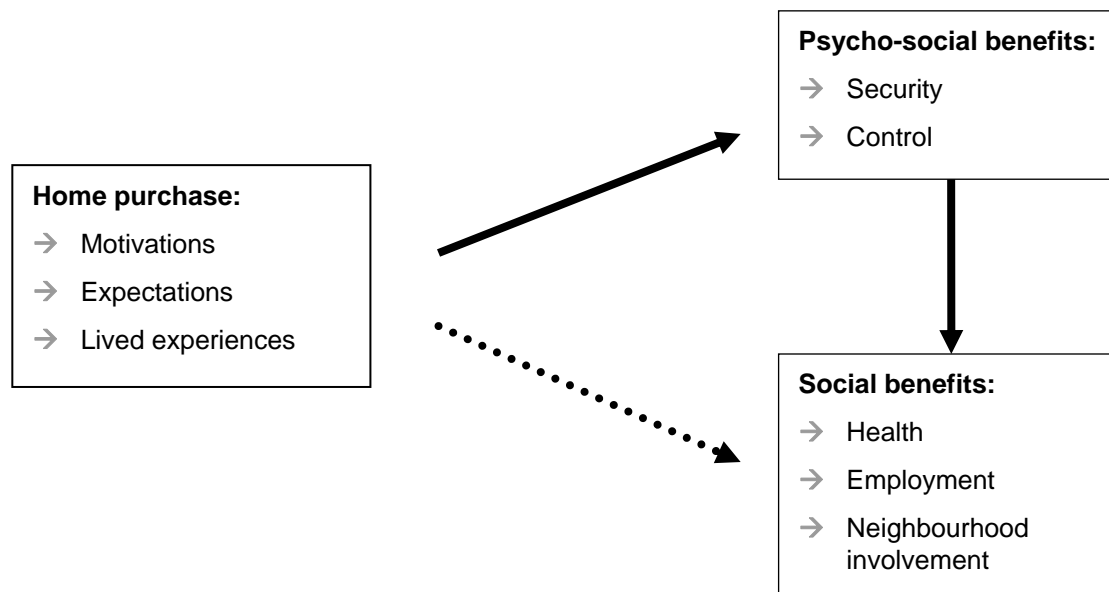 Psycho-social benefits:
→ Security
→ Control
Home purchase:
→ Motivations
→ Expectations
→ Lived experiences
Social benefits:
→ Health
→ Employment
→ Neighbourhood
involvement